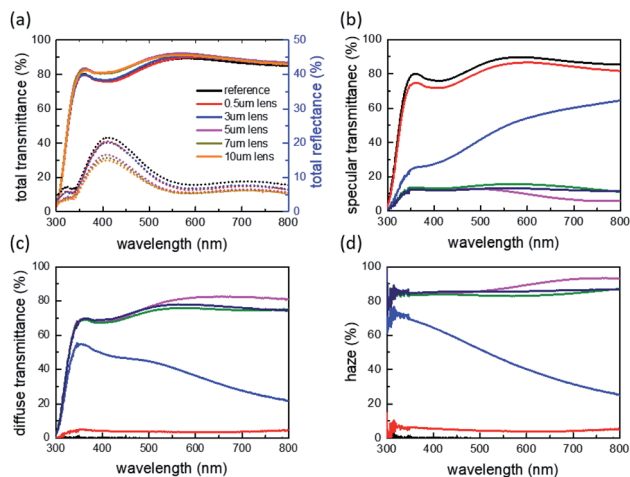 (a)
100
80
60
40
20
0
300 400 500 600 700 800
50
40
30
20
10
0
total transmittance (%)
total reflectance (%)
wavelength (nm)
reference
0.5um lens
3um lens
5um lens
7um lens
10um lens
(b)
100
80
60
40
20
0
300 400 500 600 700 800
specular transmittanec (%)
wavelength (nm)
(c)
100
80
60
40
20
0
300 400 500 600 700 800
diffuse transmittance (%)
wavelength (nm)
(d)
100
80
60
40
20
0
300 400 500 600 700 800
haze (%)
wavelength (nm)